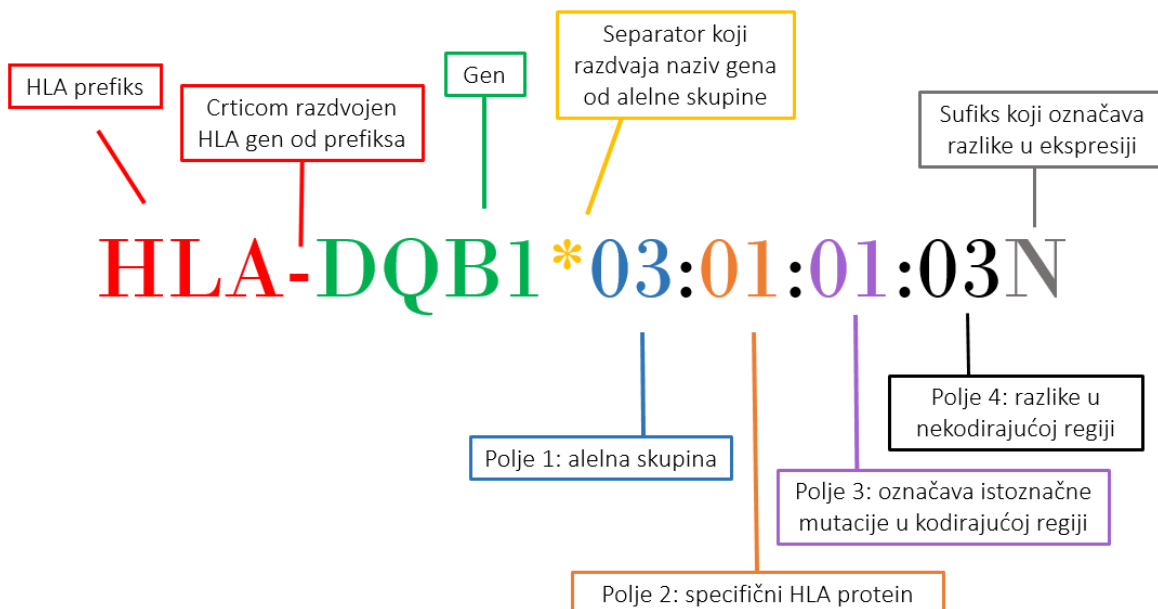 HLA prefiks
Crticom razdvojen
HLA gen od prefiksa
Gen
Separator koji
razdvaja naziv gena
od alelne skupine
Sufiks koji označava
razlike u ekspresiji
HLA-DQB1*03:01:01:03N
Polje 1: alelna skupina
Polje 2: specifični HLA protein
Polje 3: označava istoznačne
mutacije u kodirajućoj regiji
Polje 4: razlike u
nekodirajućoj regiji